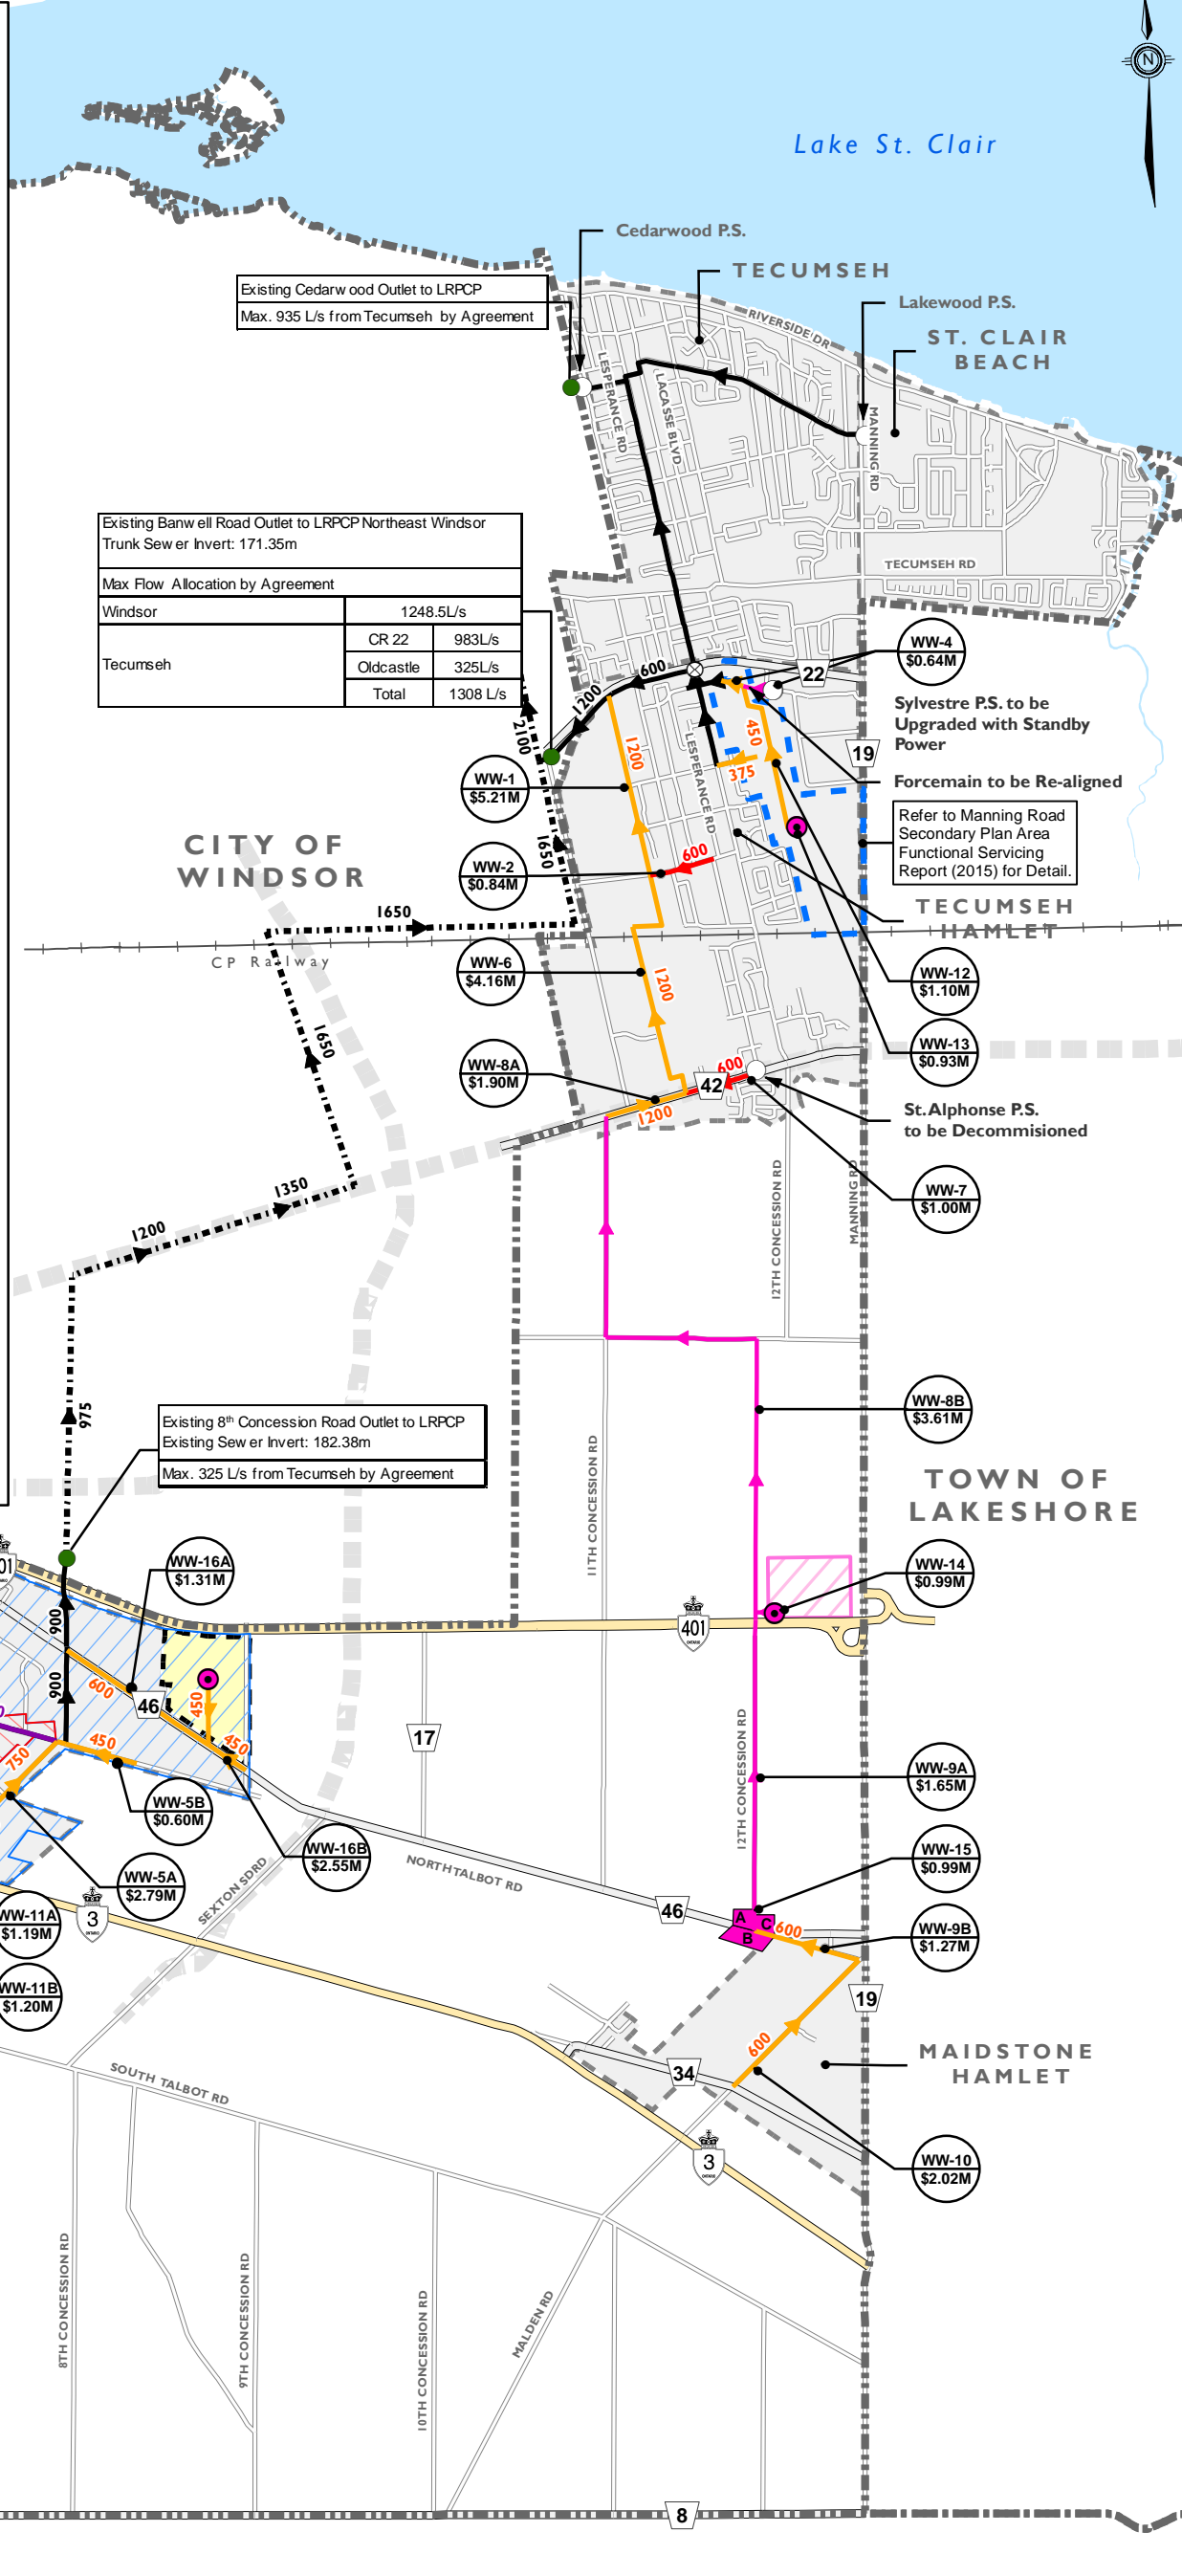 N
Lake St. Clair
Cedarwood P.S.
TECUMSEH
Existing Cedarwood Outlet to LRPCP
Max. 935 L/s from Tecumseh by Agreement
Lakewood P.S.
RIVERSIDE DR
ST. CLAIR
BEACH
LESPERANCE RD
LACASSE BLVD
MANNING RD
Existing Banwell Road Outlet to LRPCP Northeast Windsor
Trunk Sewer Invert: 171.35m
Max Flow Allocation by Agreement
Windsor 1248.5L/s
Tecumseh
CR 22 983L/s
Oldcastle 325L/s
Total 1308 L/s
TECUMSEH RD
WW-4
$0.64M
600
22
1200
2100
Sylvestre P.S. to be
Upgraded with Standby
Power
450
1200
LESPERANCE RD
19
375
WW-1
$5.21M
Forcemain to be Re-aligned
Refer to Manning Road
Secondary Plan Area
Functional Servicing
Report (2015) for Detail.
CITY OF
WINDSOR
1650
600
WW-2
$0.84M
TECUMSEH
HAMLET
1650
CP Railway
WW-6
$4.16M
1200
WW-12
$1.10M
1650
WW-13
$0.93M
WW-8A
$1.90M
600
42
1200
St. Alphonse P.S.
to be Decommisioned
WW-7
$1.00M
1350
1200
12TH CONCESSION RD
MANNING RD
975
Existing 8th Concession Road Outlet to LRPCP
Existing Sewer Invert: 182.38m
Max. 325 L/s from Tecumseh by Agreement
WW-8B
$3.61M
11TH CONCESSION RD
TOWN OF
LAKESHORE
01
WW-16A
$1.31M
WW-14
$0.99M
401
ONTARIO
900
900
600
46
450
450
450
750
0
17
12TH CONCESSION RD
WW-9A
$1.65M
WW-5B
$0.60M
WW-16B
$2.55M
NORTH TALBOT RD
WW-15
$0.99M
WW-5A
$2.79M
SEXTON SDRD
46
A
C
B
600
WW-9B
$1.27M
WW-11A
$1.19M
3
ONTARIO
WW-11B
$1.20M
19
600
MAIDSTONE
HAMLET
SOUTH TALBOT RD
34
3
ONTARIO
WW-10
$2.02M
8TH CONCESSION RD
9TH CONCESSION RD
10TH CONCESSION RD
MALDEN RD
8